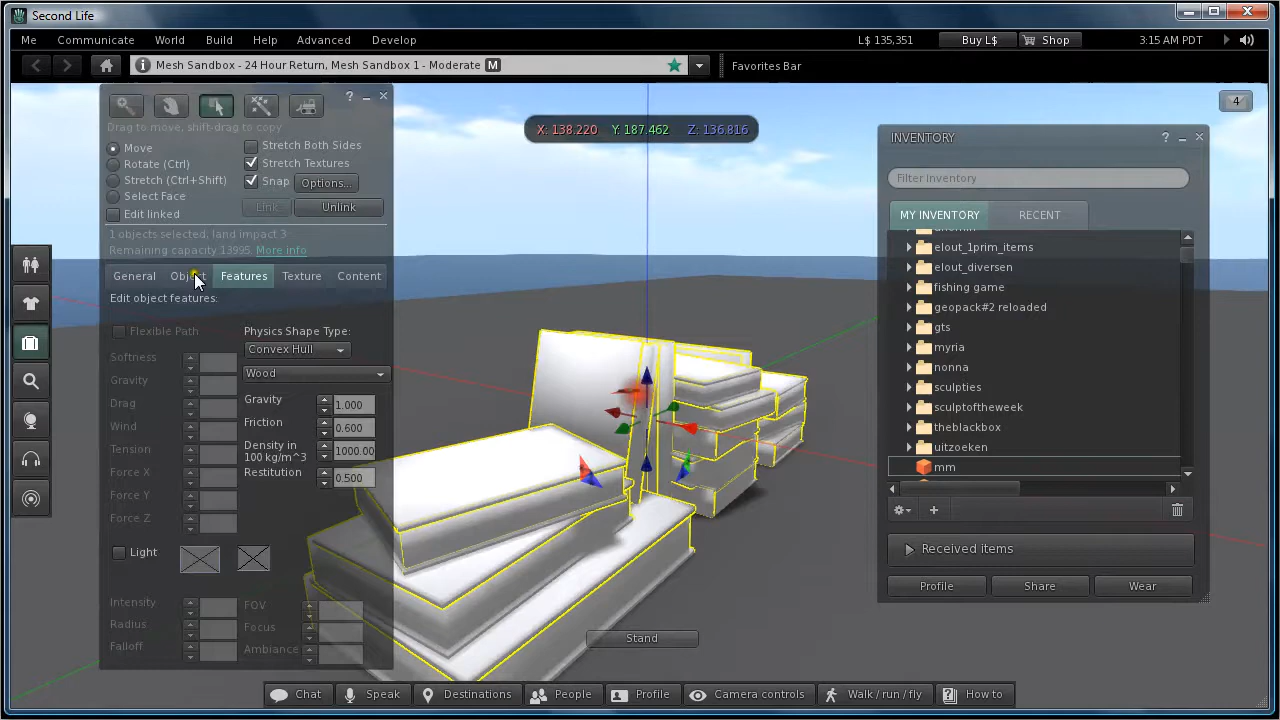 Second Life
Me Communicate World Build Help Advanced Develop L$ 135,351 Buy L$ Shop 3:15 AM PDT
Mesh Sandbox - 24 Hour Return, Mesh Sandbox 1 - Moderate M Favorites Bar
? 4
Drag to move, shift-drag to copy
X: 138.220 Y: 187.462 Z: 136.816
Move
Rotate (Ctrl)
Stretch (Ctrl+Shift)
Select Face
Edit linked
Stretch Both Sides
Stretch Textures
Snap Options...
Link Unlink
1 objects selected, land impact 3
Remaining capacity 13995. More info
General Object Features Texture Content
Edit object features:
Flexible Path
Softness
Gravity
Drag
Wind
Tension
Force X
Force Y
Force Z
Physics Shape Type:
Convex Hull
Wood
Gravity 1.000
Friction 0.600
Density in
100 kg/m^3 1000.00
Restitution 0.500
Light
Intensity
Radius
Falloff
FOV
Focus
Ambiance
INVENTORY ?
Filter Inventory
MY INVENTORY RECENT
elout_1prim_items
elout_diversen
fishing game
geopack#2 reloaded
gts
myria
nonna
sculpties
sculptoftheweek
theblackbox
uitzoeken
mm
Received items
Profile Share Wear
Stand
Chat Speak Destinations People Profile Camera controls Walk / run / fly How to